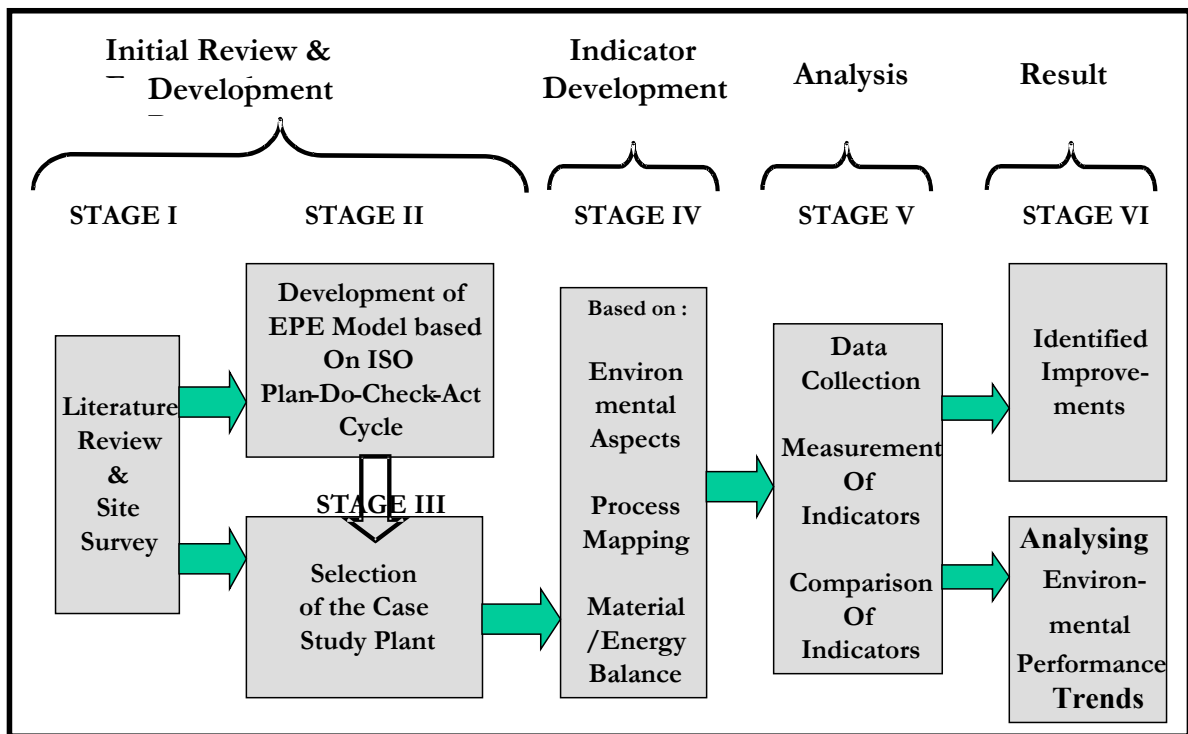 Initial Review &
Development
Indicator
Development
Analysis
Result
STAGE I
STAGE II
STAGE IV
STAGE V
STAGE VI
Literature
Review
&
Site
Survey
Development of
EPE Model based
On ISO
Plan-Do-Check-Act
Cycle
STAGE III
Selection
of the Case
Study Plant
Based on :
Environ
mental
Aspects
Process
Mapping
Material
/Energy
Balance
Data
Collection
Measurement
Of
Indicators
Comparison
Of
Indicators
Identified
Improve-
ments
Analysing
Environ-
mental
Performance
Trends